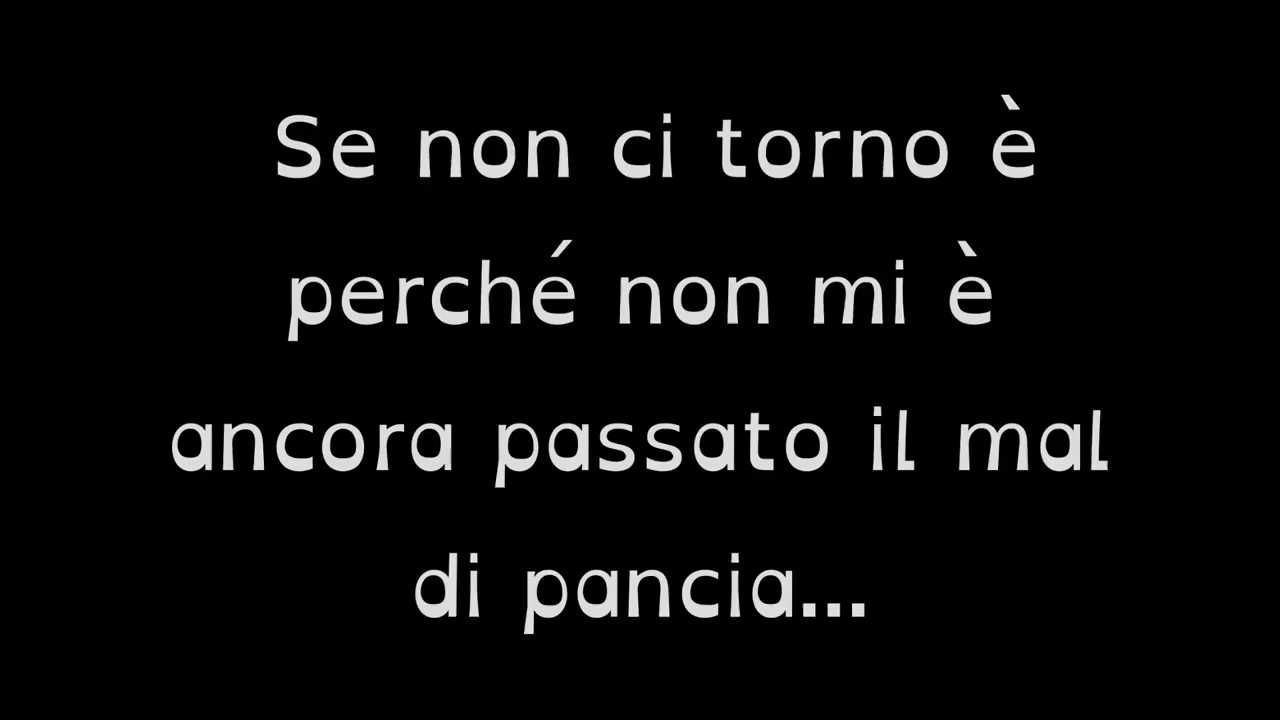 Se non ci torno è
perché non mi è
ancora passato il mal
di pancia...